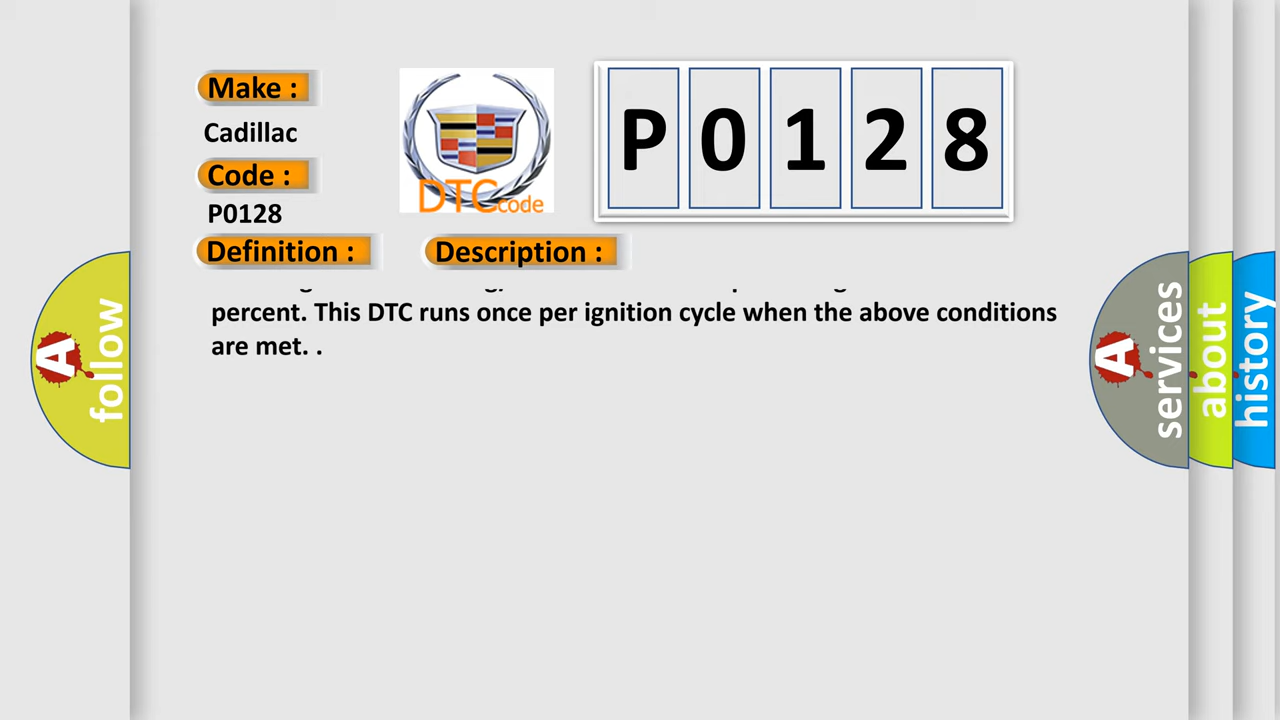 Make :
Cadillac
Code :
P0128
Definition :
Description :
DTCcode
P 0 1 2 8
percent. This DTC runs once per ignition cycle when the above conditions
are met. .
A follow
A services
about
history